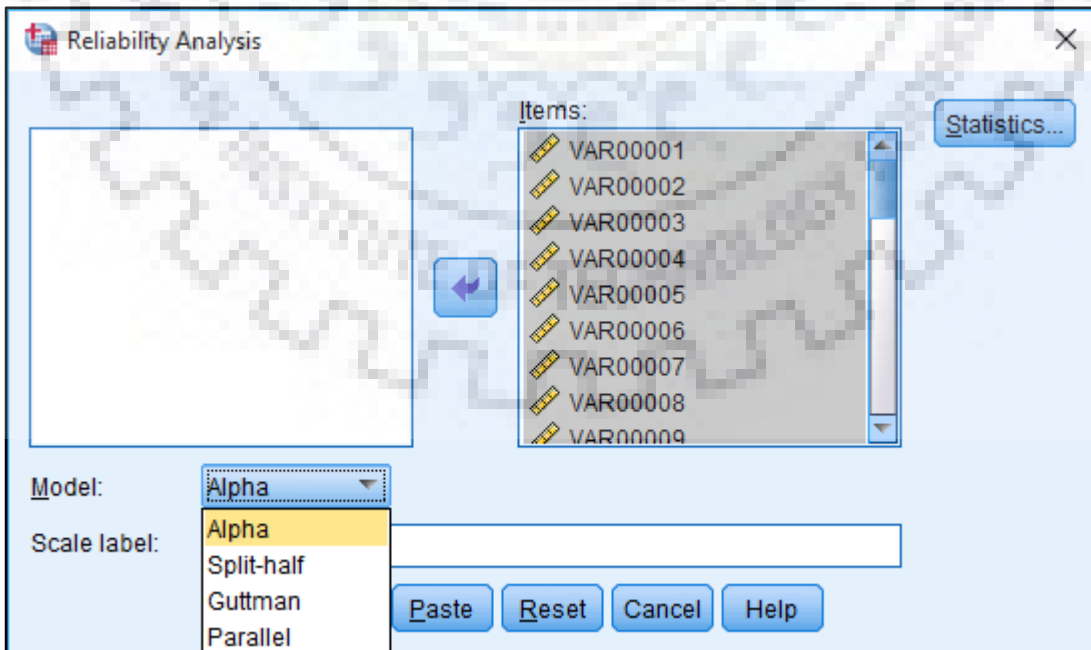 Reliability Analysis
Items:
Statistics...
VAR00001
VAR00002
VAR00003
VAR00004
VAR00005
VAR00006
VAR00007
VAR00008
VAR00009
Model:
Alpha
Alpha
Split-half
Guttman
Parallel
Scale label:
Paste Reset Cancel Help